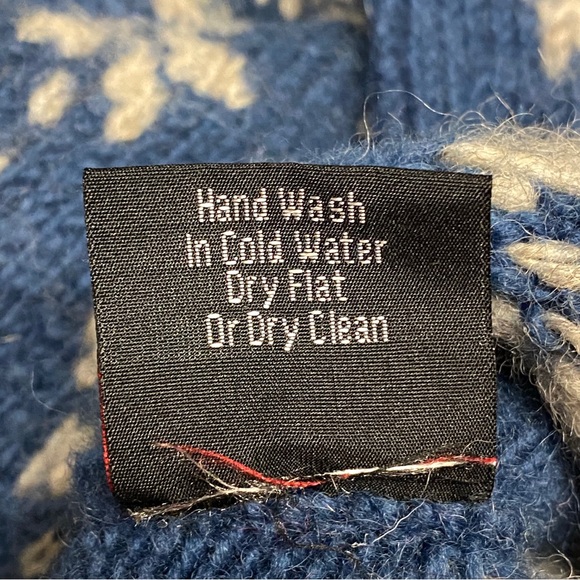 Hand Wash
In Cold Water
Dry Flat
Or Dry Clean